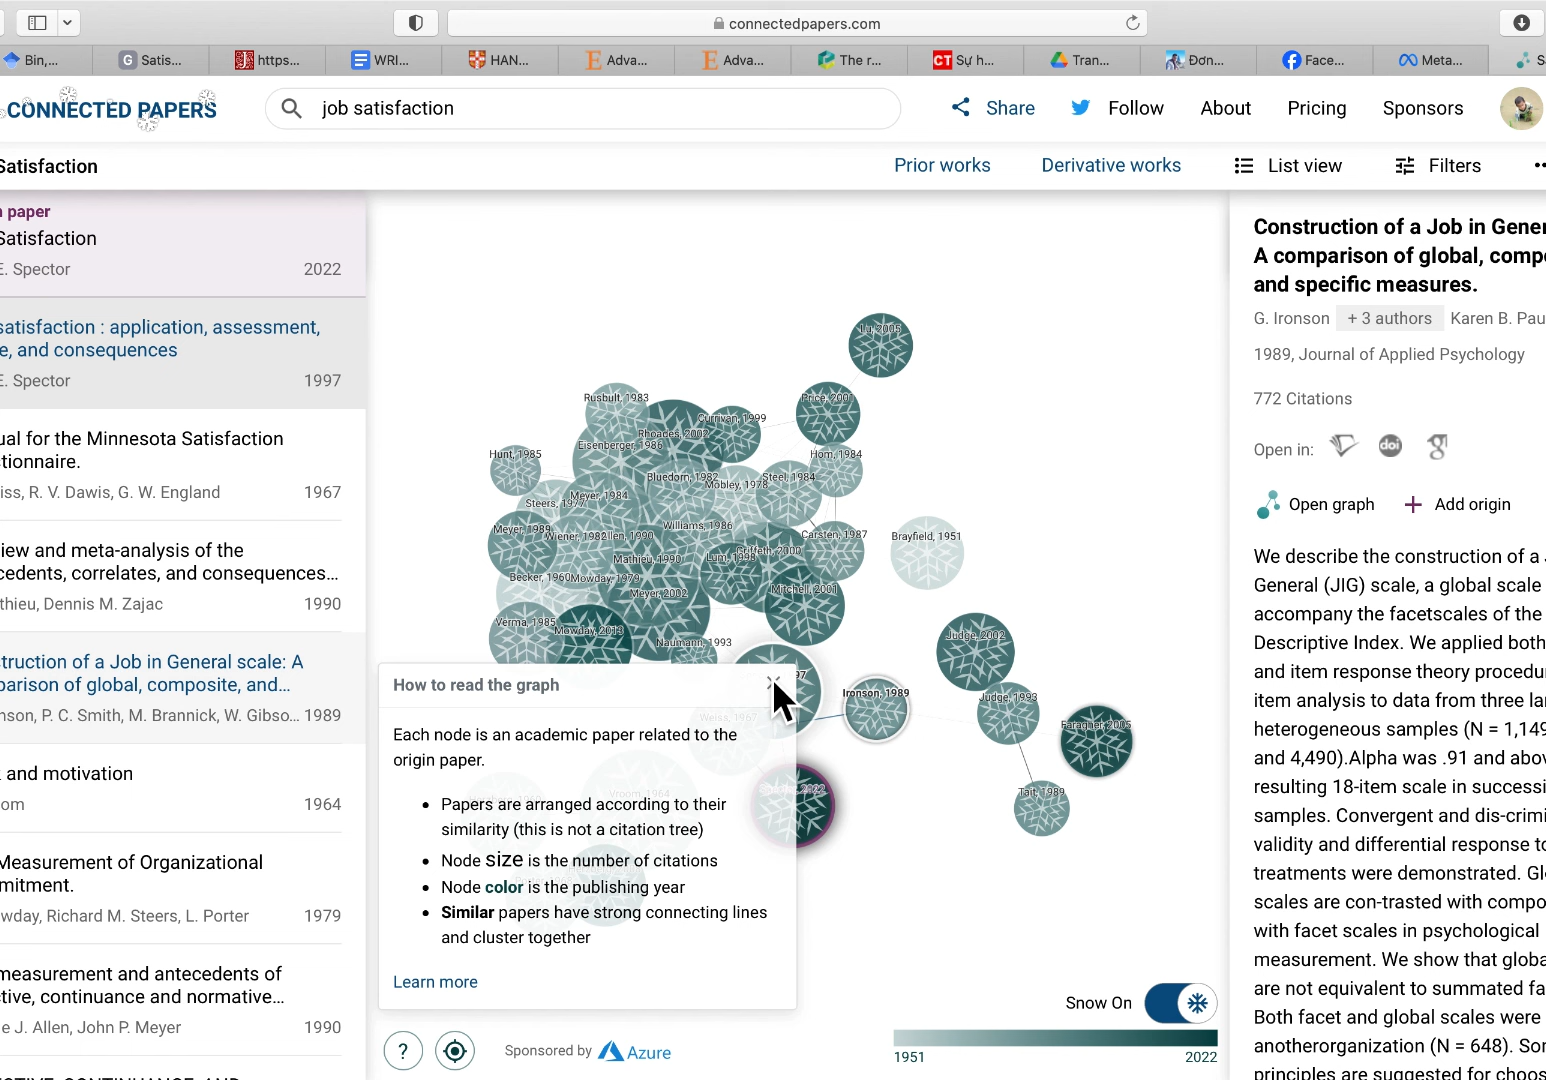 connectedpapers.com
Bin,...
Satis...
https...
WRI...
HAN...
Adva...
Adva...
The r...
CT Sự h...
Tran...
Đơn...
Face...
Meta...
CONNECTED PAPERS
job satisfaction
Share
Follow
About
Pricing
Sponsors
Satisfaction
Prior works
Derivative works
List view
Filters
n paper
Satisfaction
E. Spector 2022
satisfaction : application, assessment,
e, and consequences
E. Spector 1997
ual for the Minnesota Satisfaction
tionnaire.
iss, R. V. Dawis, G. W. England 1967
iew and meta-analysis of the
cedents, correlates, and consequences...
thieu, Dennis M. Zajac 1990
truction of a Job in General scale: A
parison of global, composite, and...
nson, P. C. Smith, M. Brannick, W. Gibso... 1989
and motivation
om 1964
Measurement of Organizational
mitment.
wday, Richard M. Steers, L. Porter 1979
measurement and antecedents of
tive, continuance and normative...
e J. Allen, John P. Meyer 1990
Lu, 2005
Rusbult, 1983
Price, 2001
Currivan, 1999
Rhoades, 2002
Eisenberger, 1986
Hunt, 1985
Hom, 1984
Bluedorn, 1982
Mobley, 1978
Steel, 1984
Steers, 1977
Meyer, 1984
Williams, 1986
Meyer, 1989
Wiener, 1982
llen, 1990
Carsten, 1987
Brayfield, 1951
Mathieu, 1990
Lum, 1998
Griffeth, 2000
Becker, 1960
Mowday, 1979
Meyer, 2002
Mitchell, 2001
Verma, 1985
Mowday, 2013
Naumann, 1993
Judge, 2002
97
Ironson, 1989
Judge, 1993
Weiss, 1967
Faragher, 2005
Vroom, 1964
Spector, 2022
Tait, 1989
How to read the graph
Each node is an academic paper related to the
origin paper.
• Papers are arranged according to their
similarity (this is not a citation tree)
• Node size is the number of citations
• Node color is the publishing year
• Similar papers have strong connecting lines
and cluster together
Learn more
?
Sponsored by Azure
Snow On
1951 2022
Construction of a Job in Gener
A comparison of global, comp
and specific measures.
G. Ironson + 3 authors Karen B. Pau
1989, Journal of Applied Psychology
772 Citations
Open in: doi
Open graph
Add origin
We describe the construction of a J
General (JIG) scale, a global scale
accompany the facetscales of the
Descriptive Index. We applied both
and item response theory procedu
item analysis to data from three la
heterogeneous samples (N = 1,149
and 4,490).Alpha was .91 and abov
resulting 18-item scale in successi
samples. Convergent and dis-crimi
validity and differential response to
treatments were demonstrated. Gl
scales are con-trasted with compo
with facet scales in psychological
measurement. We show that globa
are not equivalent to summated fa
Both facet and global scales were
anotherorganization (N = 648). Sor
principles are suggested for choos